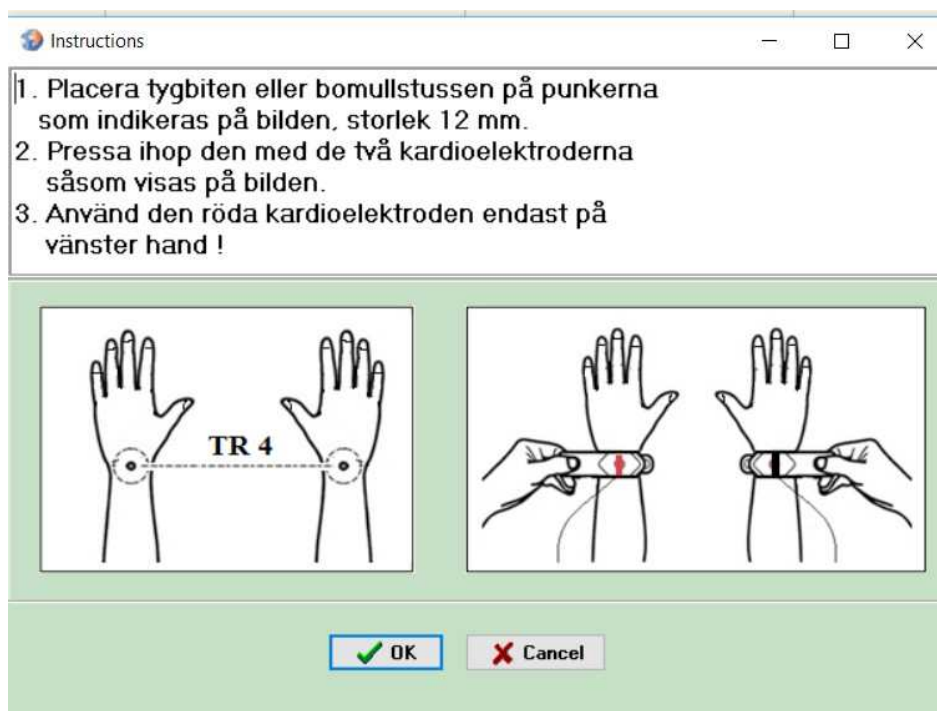 Instructions
1. Placera tygbiten eller bomullstussen på punkerna
som indikeras på bilden, storlek 12 mm.
2. Pressa ihop den med de två kardioelektroderna
såsom visas på bilden.
3. Använd den röda kardioelektroden endast på
vänster hand !
TR 4
OK Cancel